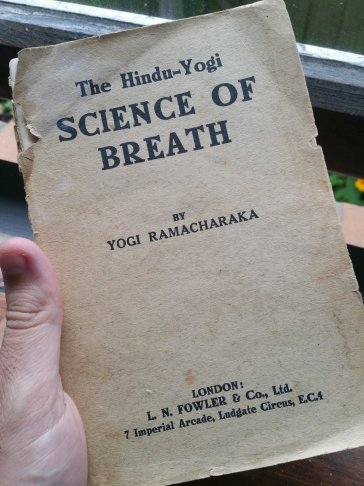 The Hindu-Yogi
SCIENCE OF
BREATH
BY
YOGI RAMACHARAKA
LONDON:
L. N. FOWLER & Co., Ltd.
7 Imperial Arcade, Ludgate Circus, E.C.4